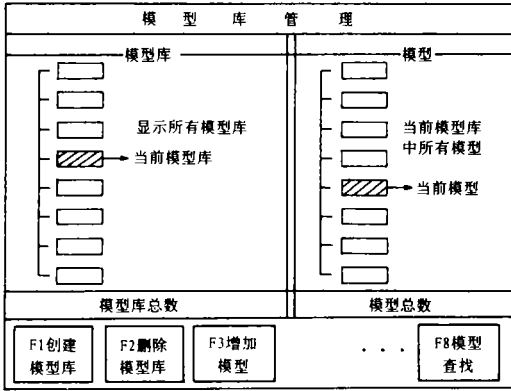 模型库管理
模型库
模型
显示所有模型库
当前模型库
当前模型库
中所有模型
当前模型
模型库总数
模型总数
F1创建
模型库
F2删除
模型库
F3增加
模型
· · ·
F8模型
查找